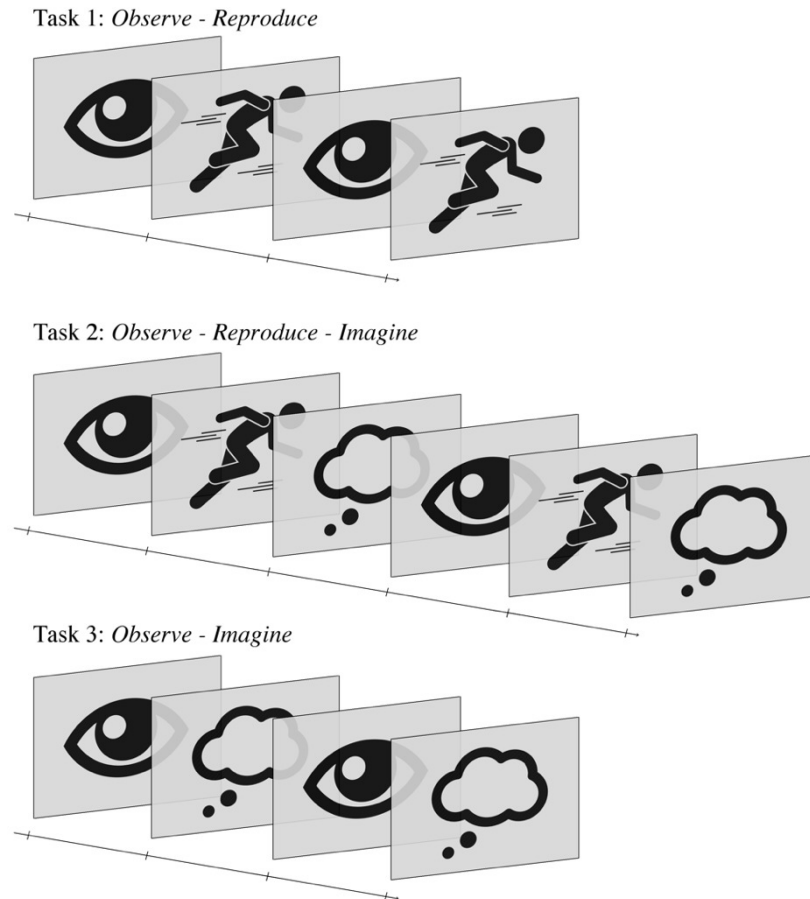 Task 1: Observe - Reproduce
Task 2: Observe - Reproduce - Imagine
Task 3: Observe - Imagine